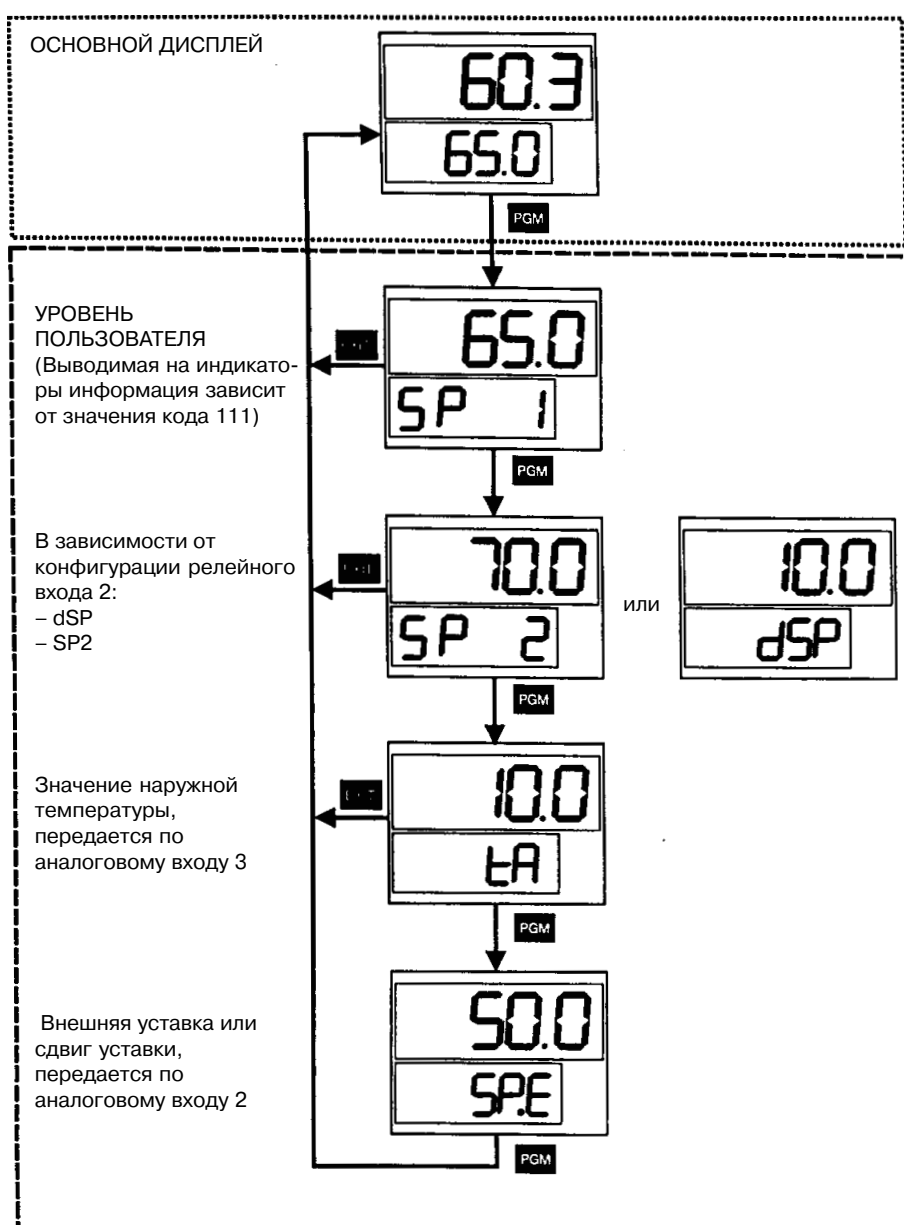 ОСНОВНОЙ ДИСПЛЕЙ
60.3
65.0
PGM
УРОВЕНЬ
ПОЛЬЗОВАТЕЛЯ
(Выводимая на индикато-
ры информация зависит
от значения кода 111)
65.0
SP 1
PGM
В зависимости от
конфигурации релейного
входа 2:
– dSP
– SP2
70.0
SP 2
или
10.0
dSP
PGM
Значение наружной
температуры,
передается по
аналоговому входу 3
10.0
tA
PGM
Внешняя уставка или
сдвиг уставки,
передается по
аналоговому входу 2
50.0
SP.E
PGM